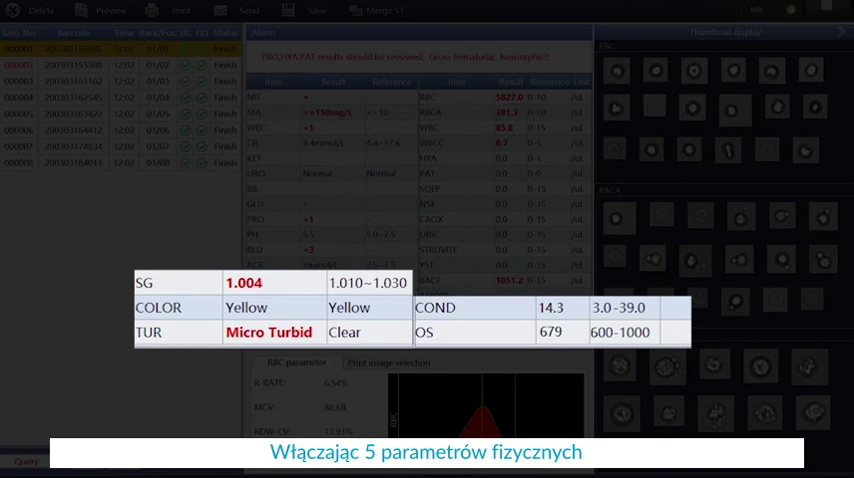 Delete Preview Print Send Save Merge ST Idle
Sam. No. Barcode Time Rack/Pos. UC UD Status
000001 200303155043 12:02 01/01 Finish
000002 200303155308 12:02 01/02 Finish
000003 200303161102 12:02 01/03 Finish
000004 200303162545 12:02 01/04 Finish
000005 200303163422 12:02 01/05 Finish
000006 200303164412 12:02 01/06 Finish
000007 200303174834 12:02 01/07 Finish
000008 200303184011 12:02 01/08 Finish
Alarm
PRO,HYA,PAT results should be reviewed; Gross hematuria: Isomorphic?;
Item Result Reference Item Result Reference Unit
NIT + - RBC 5827.0 0-10 /uL
MA >=150mg/L <=10 RBCA 381.3 0-10 /uL
WBC +1 - WBC 85.8 0-15 /uL
CR 4.4mmol/L 4.4~17.6 WBCC 6.7 0-5 /uL
KET - HYA 0.0 0-1 /uL
URO Normal Normal PAT 0.0 0-0 /uL
BIL - SQEP 0.0 0-15 /uL
GLU - NSE 0.0 0-15 /uL
PRO +1 - CAOX 0.0 0-15 /uL
PH 5.5 5.0~7.5 URIC 0.0 0-15 /uL
BLD +3 STRUVITE 0.0 0-15 /uL
ACR YST 0.0 0-15 /uL
SG 1.004 1.010~1.030 BACT 1051.2 0-15 /uL
COLOR Yellow Yellow COND 14.3 3.0-39.0
TUR Micro Turbid Clear OS 679 600-1000
RBC parameter Print image selection
R-RATE: 6.54%
MCV: 80.6fL
RDW-CV: 11.93%
RBC
Thumbnail display
RBC
RBCA
Query
Włączając 5 parametrów fizycznych